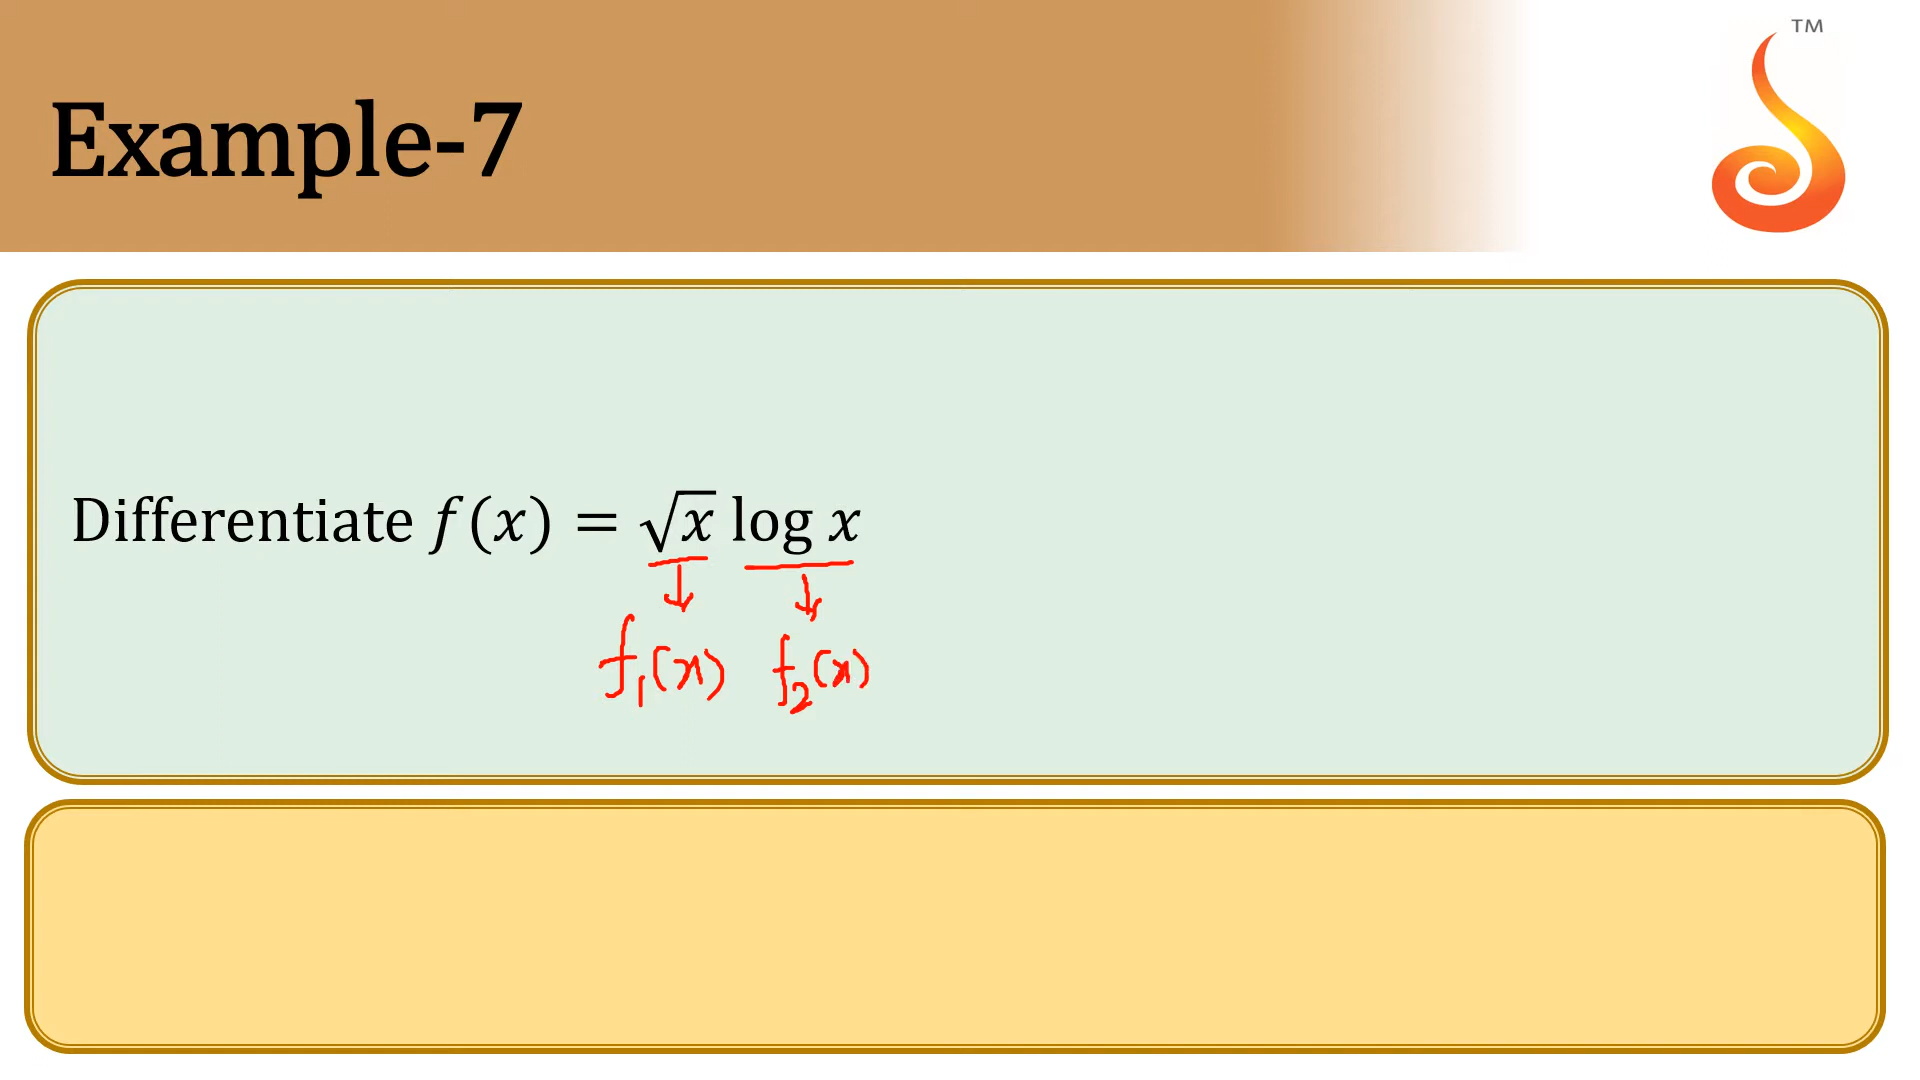 TM
Example-7
Differentiate f(x) = √x log x
↓ ↓
f₁(x) f₂(x)